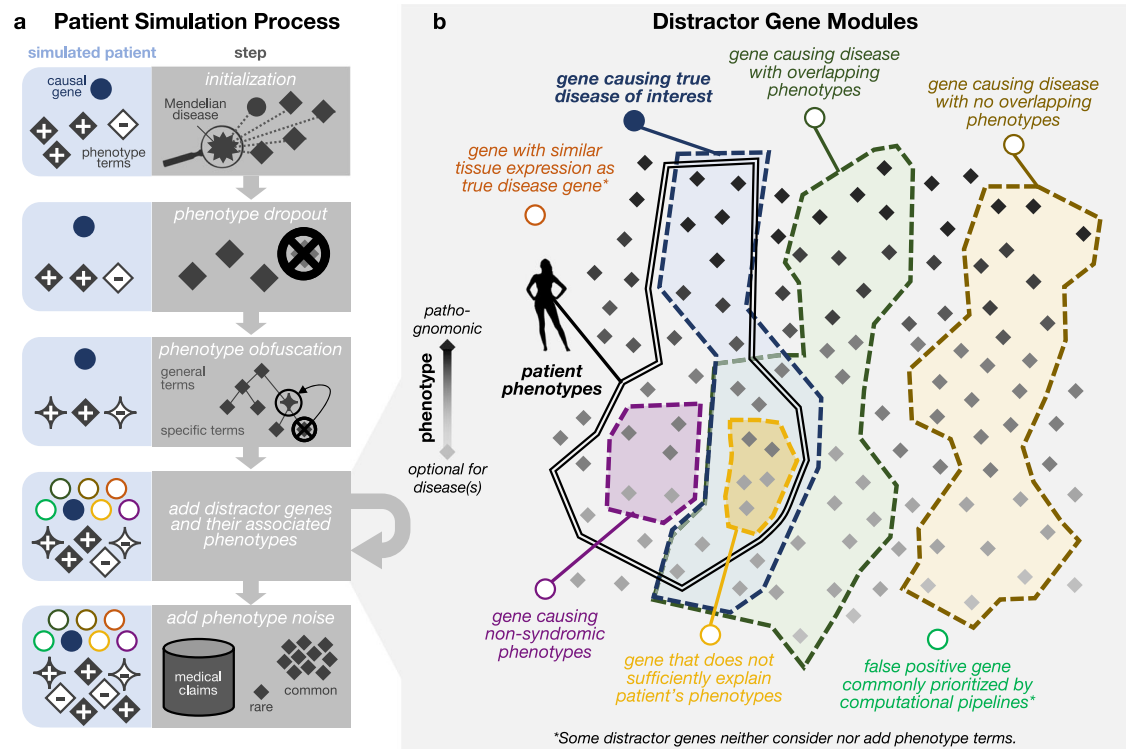 a Patient Simulation Process
simulated patient
step
causal
gene
phenotype
terms
initialization
Mendelian
disease
phenotype dropout
phenotype obfuscation
general
terms
specific terms
add distractor genes
and their associated
phenotypes
add phenotype noise
medical
claims
rare
common
b Distractor Gene Modules
gene causing true
disease of interest
gene causing disease
with overlapping
phenotypes
gene causing disease
with no overlapping
phenotypes
gene with similar
tissue expression as
true disease gene*
patho-
gnomonic
phenotype
optional for
disease(s)
patient
phenotypes
gene causing
non-syndromic
phenotypes
gene that does not
sufficiently explain
patient's phenotypes
false positive gene
commonly prioritized by
computational pipelines*
*Some distractor genes neither consider nor add phenotype terms.